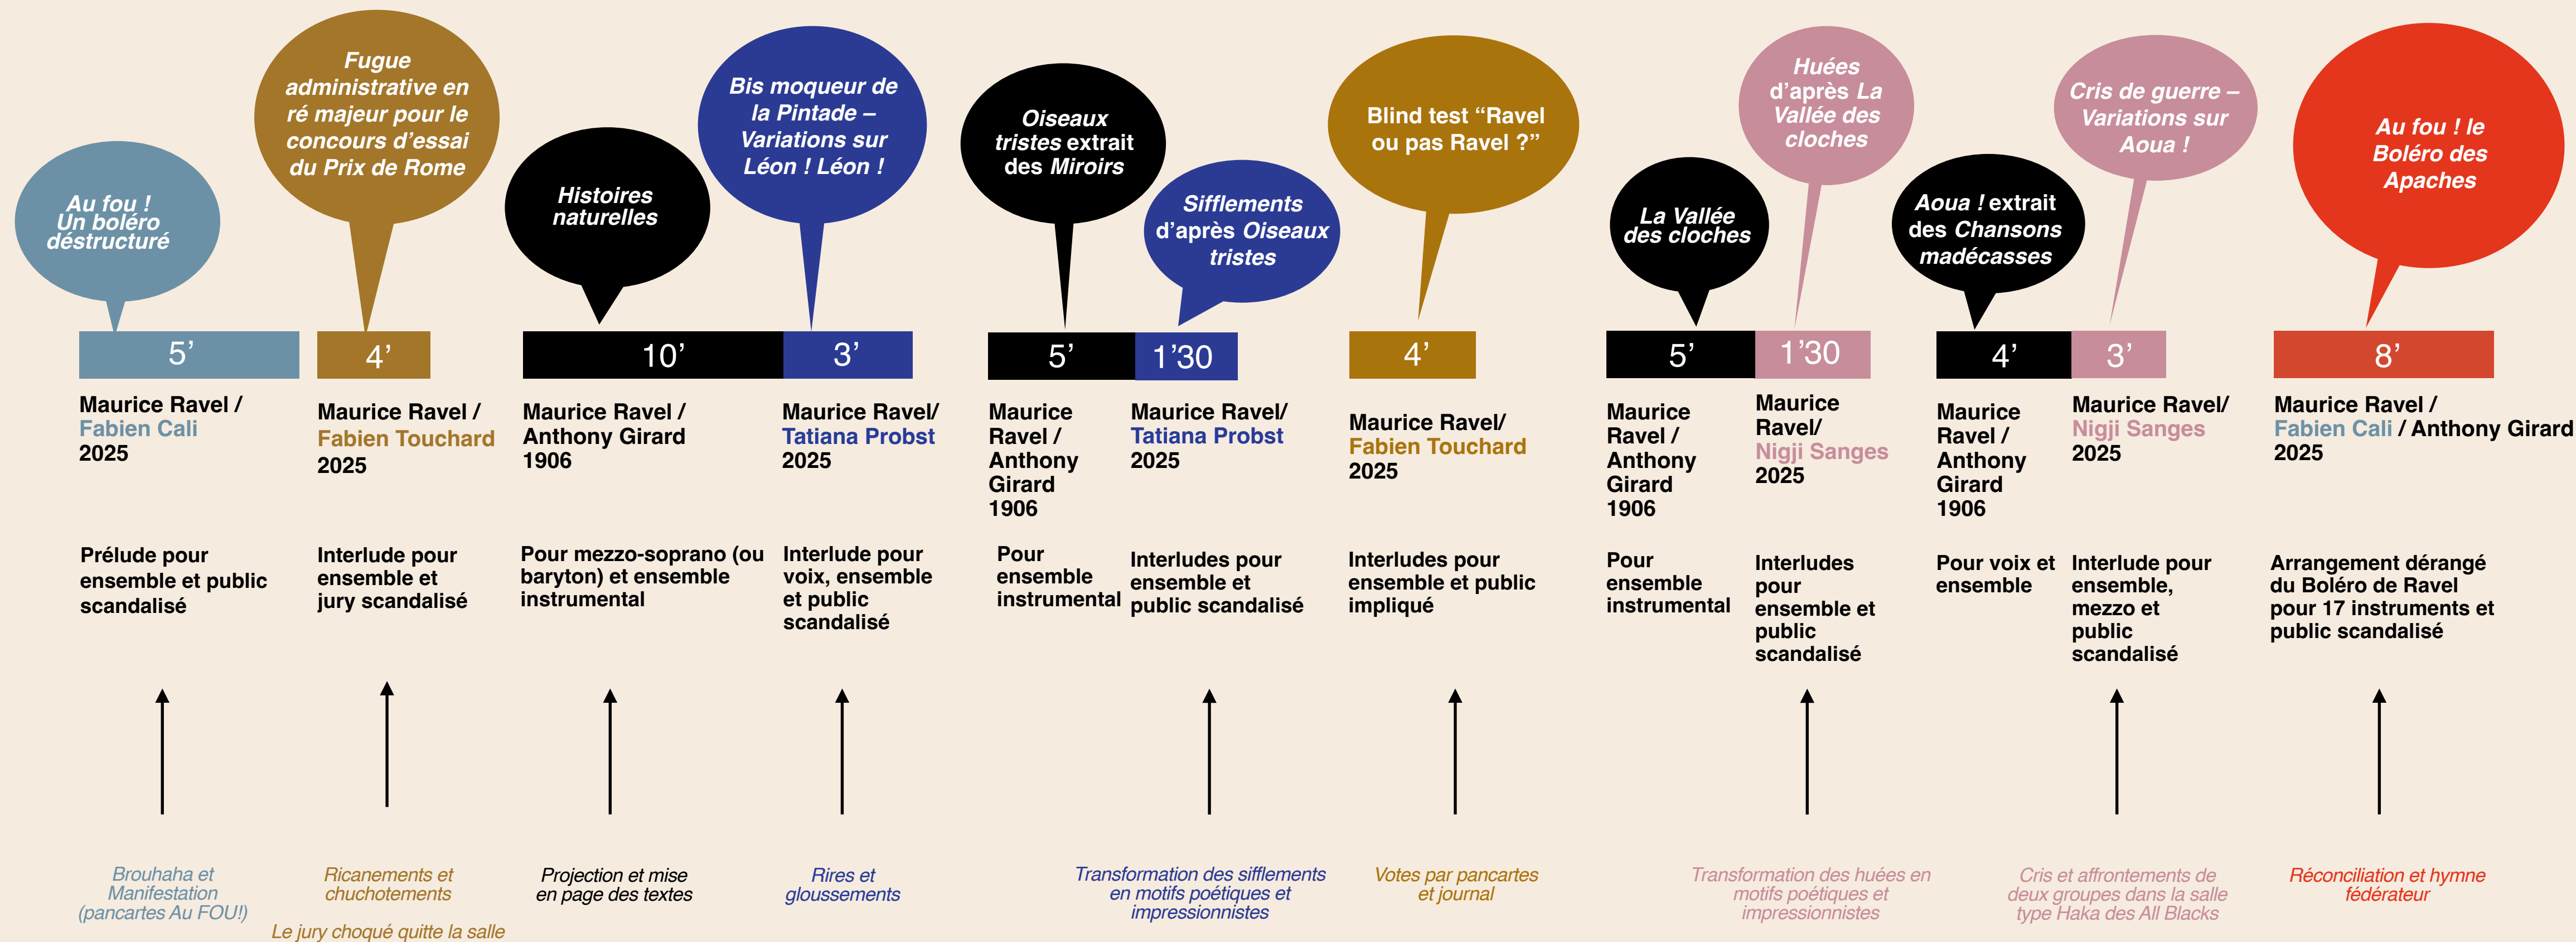 Au fou !
Un boléro
déstructuré
Fugue
administrative en
ré majeur pour le
concours d’essai
du Prix de Rome
Histoires
naturelles
Bis moqueur de
la Pintade –
Variations sur
Léon ! Léon !
Oiseaux
tristes extrait
des Miroirs
Sifflements
d’après Oiseaux
tristes
Blind test “Ravel
ou pas Ravel ?”
La Vallée
des cloches
Huées
d’après La
Vallée des
cloches
Aoua ! extrait
des Chansons
madécasses
Cris de guerre –
Variations sur
Aoua !
Au fou ! le
Boléro des
Apaches
5’
4’
10’
3’
5’
1’30
4’
5’
1’30
4’
3’
8’
Maurice Ravel /
Fabien Cali
2025
Maurice Ravel /
Fabien Touchard
2025
Maurice Ravel /
Anthony Girard
1906
Maurice Ravel/
Tatiana Probst
2025
Maurice
Ravel /
Anthony
Girard
1906
Maurice Ravel/
Tatiana Probst
2025
Maurice Ravel/
Fabien Touchard
2025
Maurice
Ravel /
Anthony
Girard
1906
Maurice
Ravel/
Nigji Sanges
2025
Maurice
Ravel /
Anthony
Girard
1906
Maurice Ravel/
Nigji Sanges
2025
Maurice Ravel /
Fabien Cali / Anthony Girard
2025
Prélude pour
ensemble et public
scandalisé
Interlude pour
ensemble et
jury scandalisé
Pour mezzo-soprano (ou
baryton) et ensemble
instrumental
Interlude pour
voix, ensemble
et public
scandalisé
Pour
ensemble
instrumental
Interludes pour
ensemble et
public scandalisé
Interludes pour
ensemble et public
impliqué
Pour
ensemble
instrumental
Interludes
pour
ensemble et
public
scandalisé
Pour voix et
ensemble
Interlude pour
ensemble,
mezzo et
public
scandalisé
Arrangement dérangé
du Boléro de Ravel
pour 17 instruments et
public scandalisé
Brouhaha et
Manifestation
(pancartes Au FOU!)
Ricanements et
chuchotements
Le jury choqué quitte la salle
Projection et mise
en page des textes
Rires et
gloussements
Transformation des sifflements
en motifs poétiques et
impressionnistes
Votes par pancartes
et journal
Transformation des huées en
motifs poétiques et
impressionnistes
Cris et affrontements de
deux groupes dans la salle
type Haka des All Blacks
Réconciliation et hymne
fédérateur